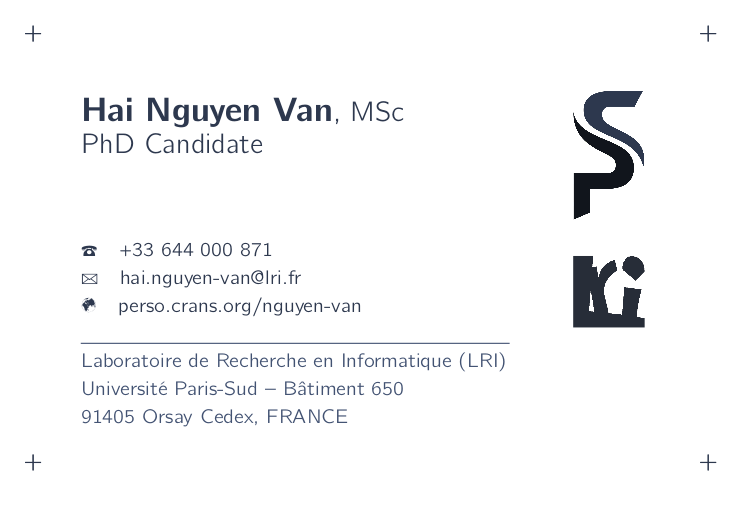 Hai Nguyen Van, MSc
PhD Candidate
+33 644 000 871
hai.nguyen-van@lri.fr
perso.crans.org/nguyen-van
Laboratoire de Recherche en Informatique (LRI)
Université Paris-Sud – Bâtiment 650
91405 Orsay Cedex, FRANCE
lri